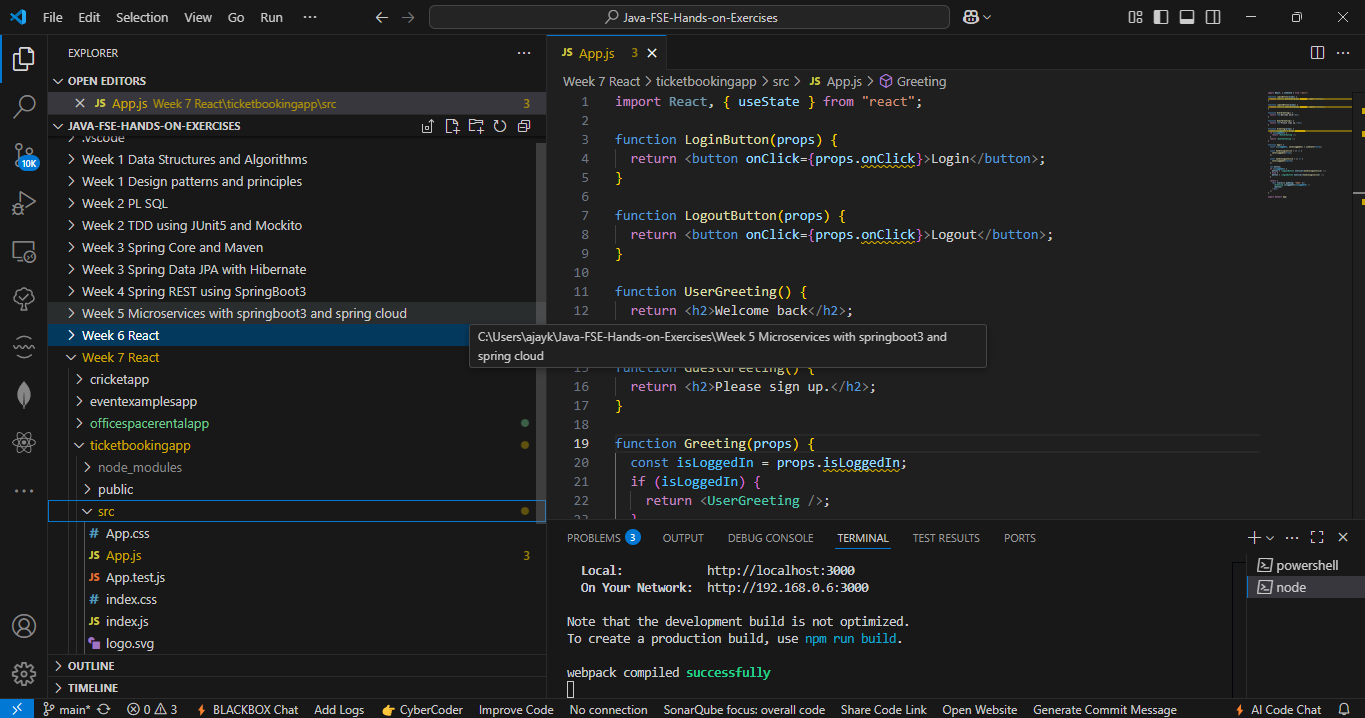 File Edit Selection View Go Run ··· Java-FSE-Hands-on-Exercises
EXPLORER
OPEN EDITORS
JS App.js Week 7 React\ticketbookingapp\src 3
JAVA-FSE-HANDS-ON-EXERCISES
.vscode
Week 1 Data Structures and Algorithms
Week 1 Design patterns and principles
Week 2 PL SQL
Week 2 TDD using JUnit5 and Mockito
Week 3 Spring Core and Maven
Week 3 Spring Data JPA with Hibernate
Week 4 Spring REST using SpringBoot3
Week 5 Microservices with springboot3 and spring cloud
Week 6 React
Week 7 React
cricketapp
eventexamplesapp
officespacerentalapp
ticketbookingapp
node_modules
public
src
# App.css
JS App.js 3
JS App.test.js
# index.css
JS index.js
logo.svg
OUTLINE
TIMELINE
10K
JS App.js 3
Week 7 React > ticketbookingapp > src > JS App.js > Greeting
1 import React, { useState } from "react";
2
3 function LoginButton(props) {
4 return <button onClick={props.onClick}>Login</button>;
5 }
6
7 function LogoutButton(props) {
8 return <button onClick={props.onClick}>Logout</button>;
9 }
10
11 function UserGreeting() {
12 return <h2>Welcome back</h2>;
C:\Users\ajayk\Java-FSE-Hands-on-Exercises\Week 5 Microservices with springboot3 and
spring cloud
15 function GuestGreeting() {
16 return <h2>Please sign up.</h2>;
17 }
18
19 function Greeting(props) {
20 const isLoggedIn = props.isLoggedIn;
21 if (isLoggedIn) {
22 return <UserGreeting />;
23 }
PROBLEMS 3 OUTPUT DEBUG CONSOLE TERMINAL TEST RESULTS PORTS
Local: http://localhost:3000
On Your Network: http://192.168.0.6:3000
Note that the development build is not optimized.
To create a production build, use npm run build.
webpack compiled successfully
powershell
node
main* 0 3 BLACKBOX Chat Add Logs CyberCoder Improve Code No connection SonarQube focus: overall code Share Code Link Open Website Generate Commit Message AI Code Chat